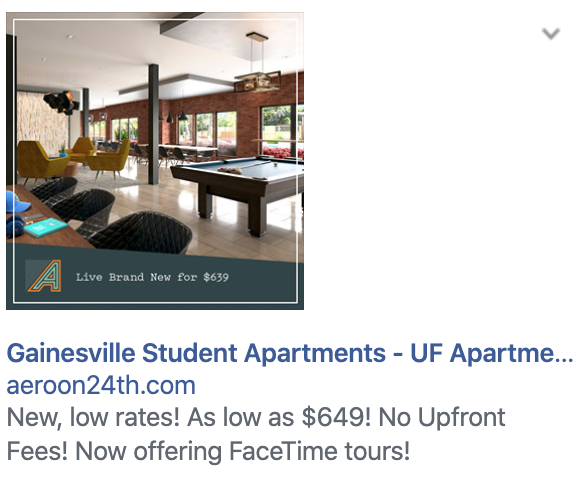 A
Live Brand New for $639
Gainesville Student Apartments - UF Apartme...
aeroon24th.com
New, low rates! As low as $649! No Upfront
Fees! Now offering FaceTime tours!